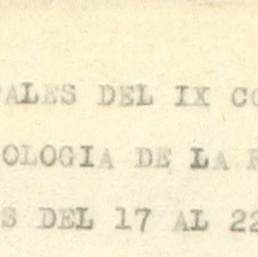 ALES DEL IX CO
OLOGIA DE LA
S DEL 17 AL 22